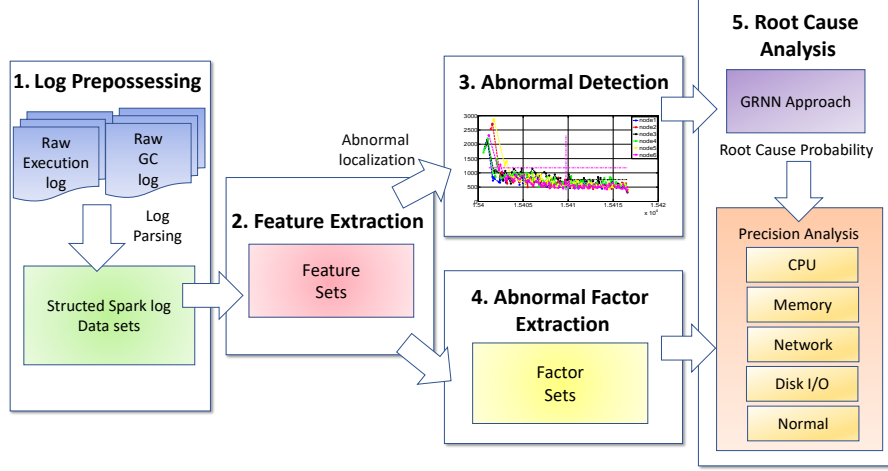 1. Log Prepossessing
Raw
Execution
log
Raw
GC
log
Log
Parsing
Structed Spark log
Data sets
2. Feature Extraction
Feature
Sets
Abnormal
localization
3. Abnormal Detection
3000
2500
2000
1500
1000
500
1.54
1.5405
1.541
1.5415
1.542
x 10⁴
node1
node2
node3
node4
node5
node6
4. Abnormal Factor
Extraction
Factor
Sets
5. Root Cause
Analysis
GRNN Approach
Root Cause Probability
Precision Analysis
CPU
Memory
Network
Disk I/O
Normal